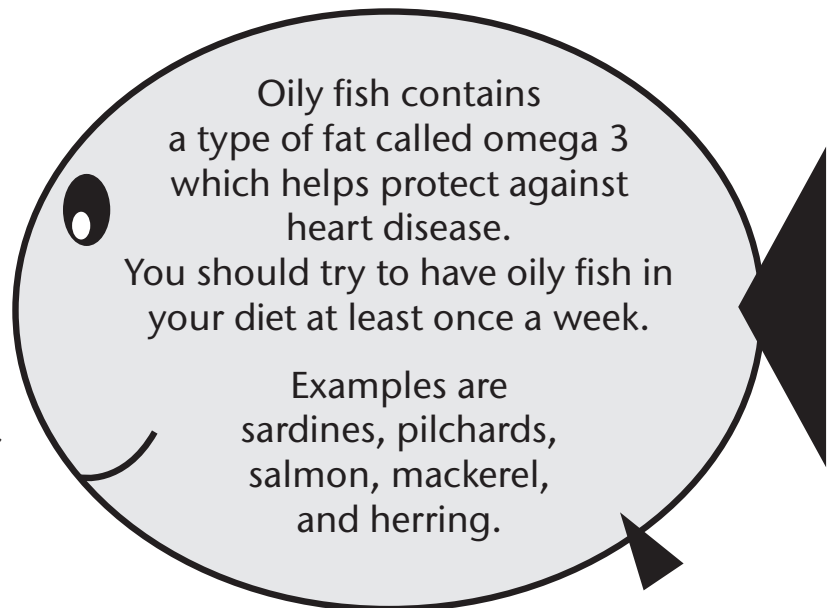 Oily fish contains
a type of fat called omega 3
which helps protect against
heart disease.
You should try to have oily fish in
your diet at least once a week.
Examples are
sardines, pilchards,
salmon, mackerel,
and herring.